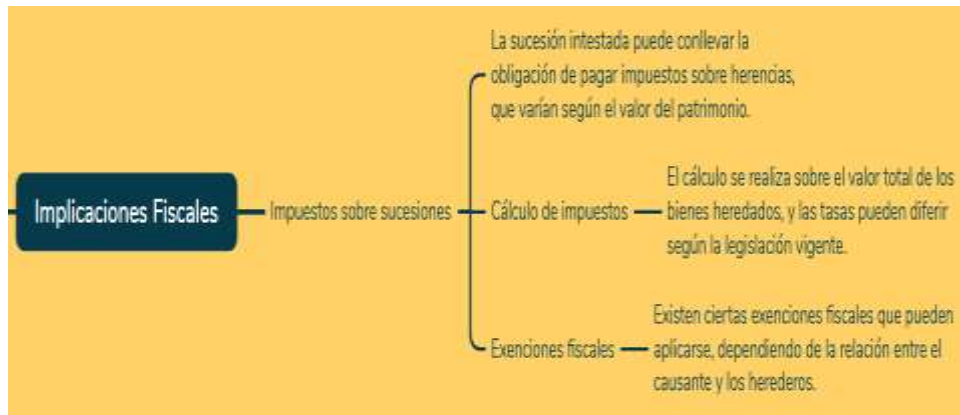 Implicaciones Fiscales
Impuestos sobre sucesiones
La sucesión intestada puede conllevar la
obligación de pagar impuestos sobre herencias,
que varían según el valor del patrimonio.
Cálculo de impuestos
El cálculo se realiza sobre el valor total de los
bienes heredados, y las tasas pueden diferir
según la legislación vigente.
Exenciones fiscales
Existen ciertas exenciones fiscales que pueden
aplicarse, dependiendo de la relación entre el
causante y los herederos.